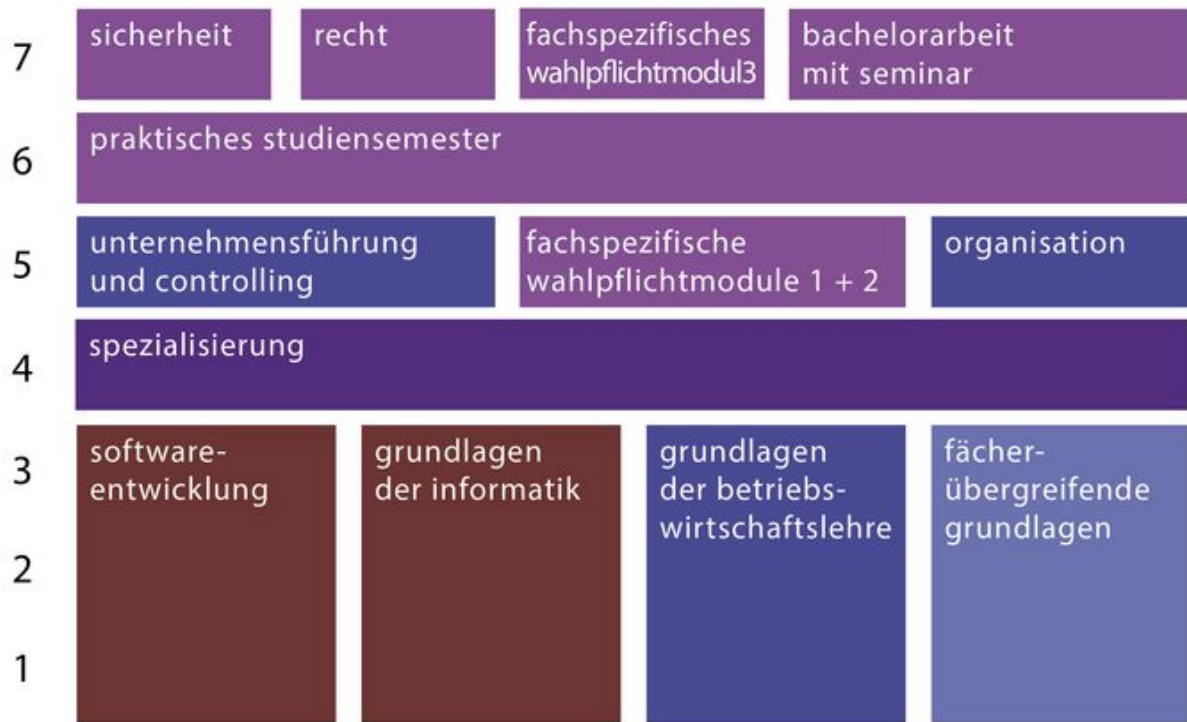 7
sicherheit
recht
fachspezifisches
wahlpflichtmodul3
bachelorarbeit
mit seminar
6
praktisches studiensemester
5
unternehmensführung
und controlling
fachspezifische
wahlpflichtmodule 1 + 2
organisation
4
spezialisierung
3
software-
entwicklung
grundlagen
der informatik
grundlagen
der betriebs-
wirtschaftslehre
fächer-
übergreifende
grundlagen
2
1